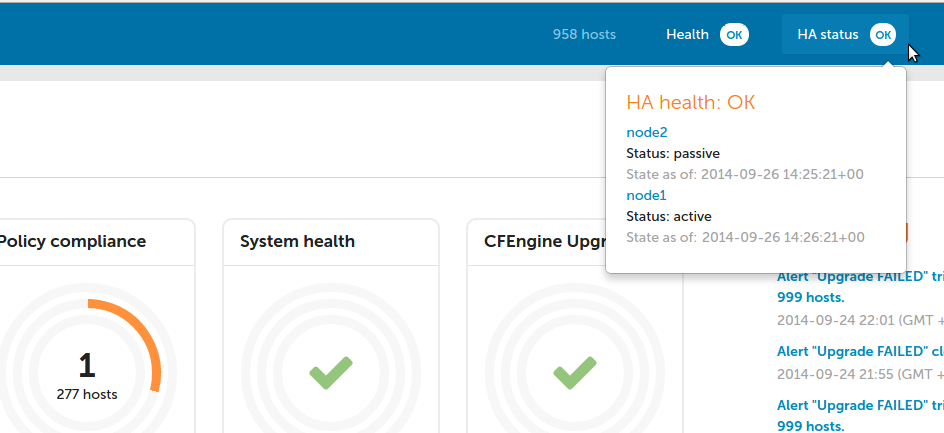 958 hosts
Health OK
HA status OK
HA health: OK
node2
Status: passive
State as of: 2014-09-26 14:25:21+00
node1
Status: active
State as of: 2014-09-26 14:26:21+00
Policy compliance
1
277 hosts
System health
CFEngine Upgr
Alert "Upgrade FAILED" tri
999 hosts.
2014-09-24 22:01 (GMT +
Alert "Upgrade FAILED" cl
2014-09-24 21:55 (GMT +
Alert "Upgrade FAILED" tri
999 hosts.